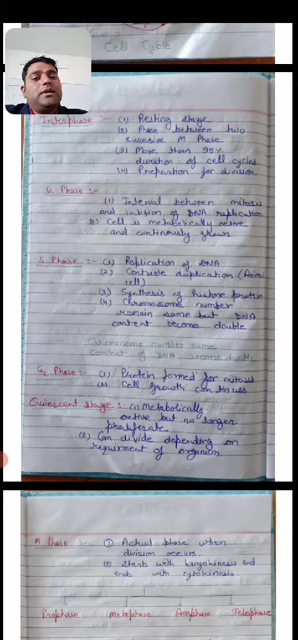 Cell Cycle
Interphase :- (1) Resting stage
(2) Phase between two
sucessive M Phase
(3) More than 95%
duration of cell cycles
(4) Prepartion for division.
G1 Phase :-
(1) Interval between mitosis
and initiation of DNA replication
(2) Cell is metabolically active
and continously grows
S Phase :- (1) Replication of DNA
(2) Centriole duplication (Animal
cell)
(3) Synthesis of histone protein
(4) Chromosome number
remain same but DNA
content become double
Chromosome number same
content of DNA become double
G2 Phase :- (1) Protein formed for mitosis
(2) Cell growth continues
Quiescent stage : (1) Metabolically
active but no longer
proliferate
(2) Can divide depending on
requirment of organism
M Phase :- (1) Actual phase when
division occurs
(2) Starts with karyokinesis and
ends with cytokinesis
Prophase Metaphase Anaphase Telophase